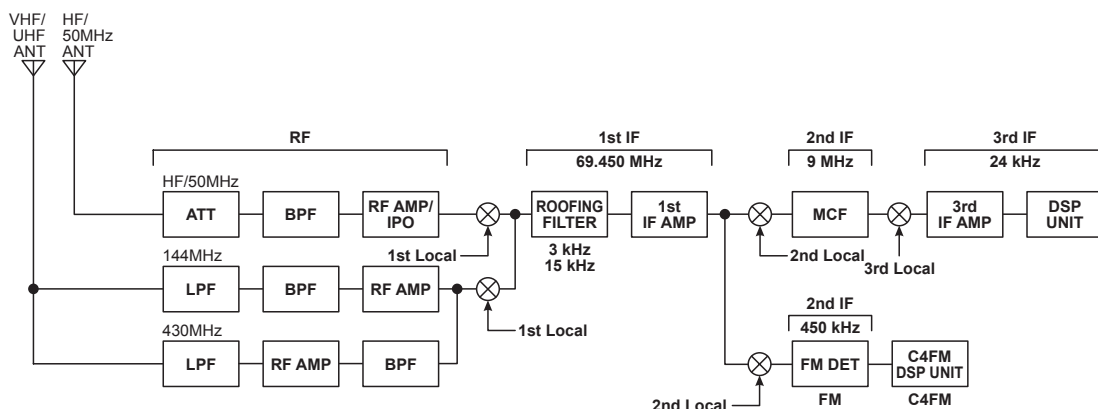 VHF/
UHF
ANT
HF/
50MHz
ANT
RF
1st IF
69.450 MHz
2nd IF
9 MHz
3rd IF
24 kHz
HF/50MHz
ATT
BPF
RF AMP/
IPO
1st Local
ROOFING
FILTER
3 kHz
15 kHz
1st
IF AMP
MCF
2nd Local
3rd Local
3rd
IF AMP
DSP
UNIT
144MHz
LPF
BPF
RF AMP
1st Local
430MHz
LPF
RF AMP
BPF
2nd IF
450 kHz
FM DET
FM
2nd Local
C4FM
DSP UNIT
C4FM